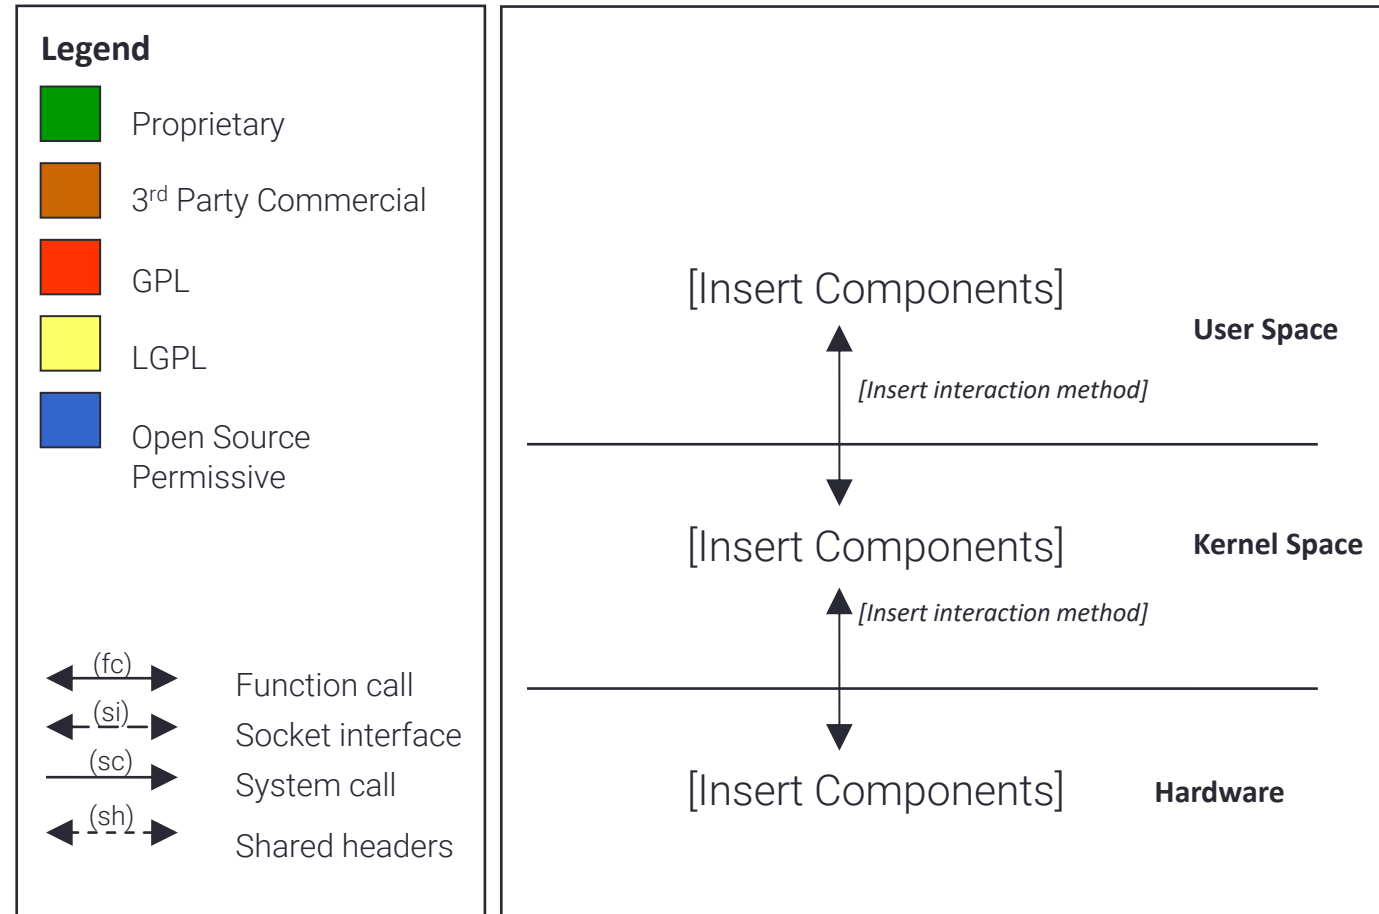 Legend
Proprietary
3rd Party Commercial
GPL
LGPL
Open Source
Permissive
(fc)
Function call
(si)
Socket interface
(sc)
System call
(sh)
Shared headers
[Insert Components]
User Space
[Insert interaction method]
[Insert Components]
Kernel Space
[Insert interaction method]
[Insert Components]
Hardware